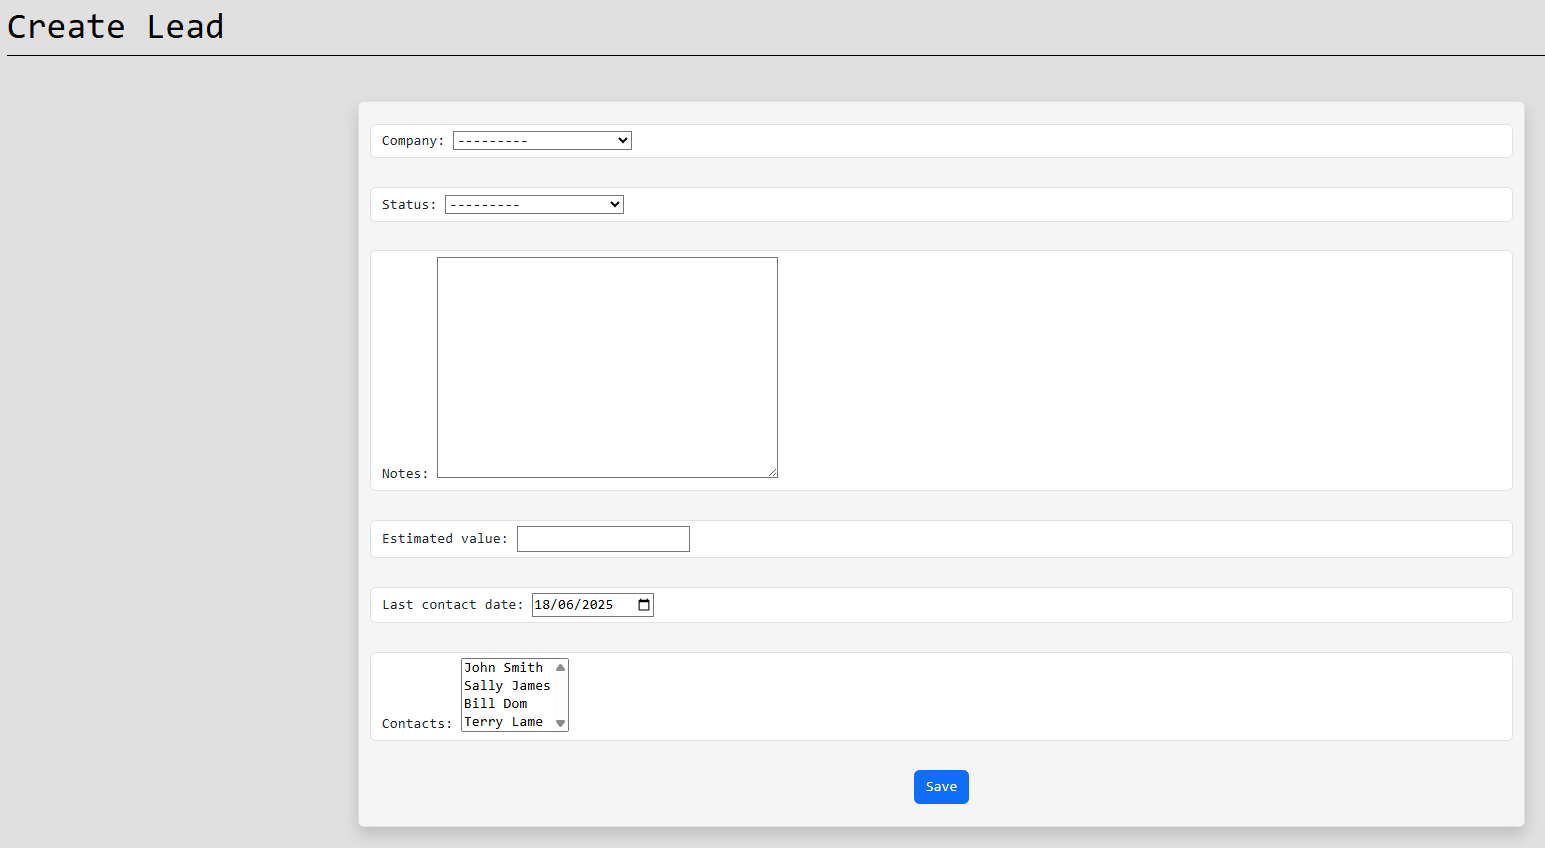 Create Lead
Company: ---------
Status: ---------
Notes:
Estimated value:
Last contact date: 18/06/2025
John Smith
Sally James
Bill Dom
Contacts: Terry Lame
Save